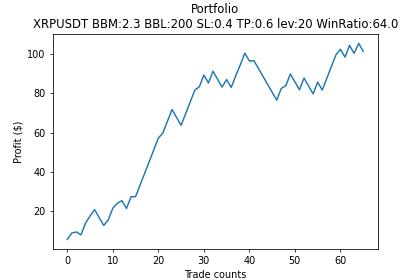 Portfolio
XRPUSDT BBM:2.3 BBL:200 SL:0.4 TP:0.6 lev:20 WinRatio:64.0
100
80
60
40
20
Profit ($)
0 10 20 30 40 50 60
Trade counts